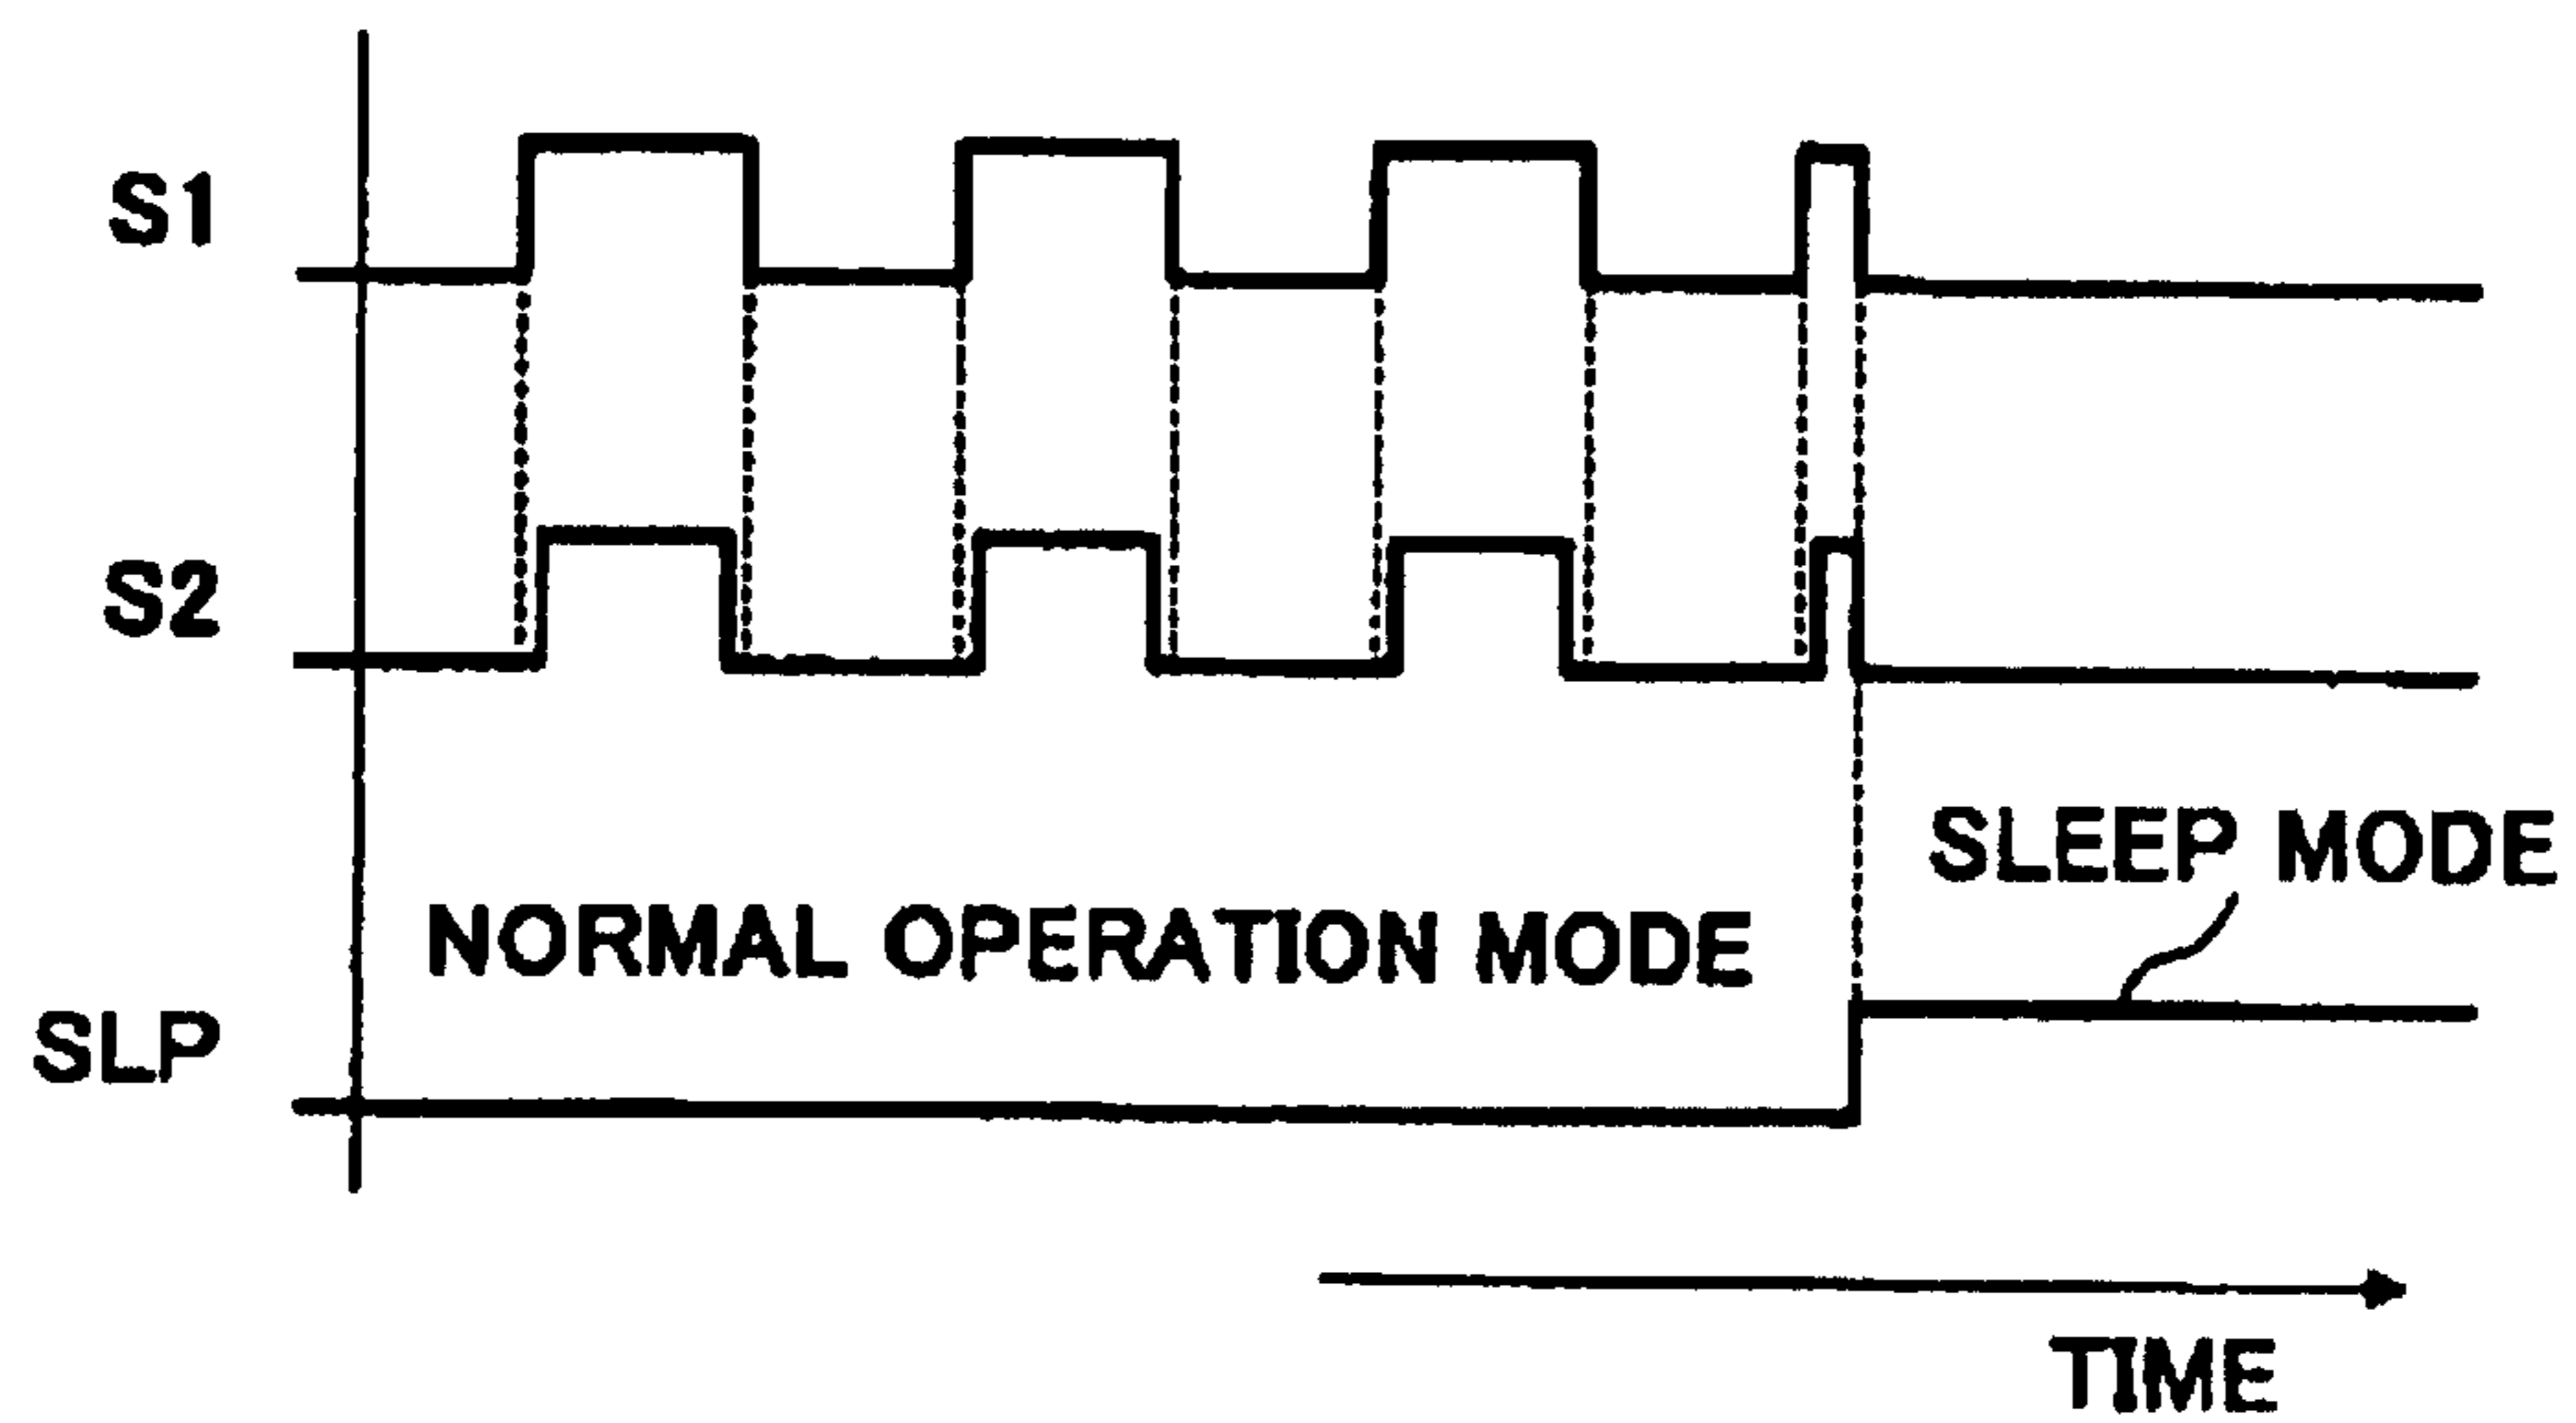 S1
S2
SLEEP MODE
NORMAL OPERATION MODE
SLP
TIME